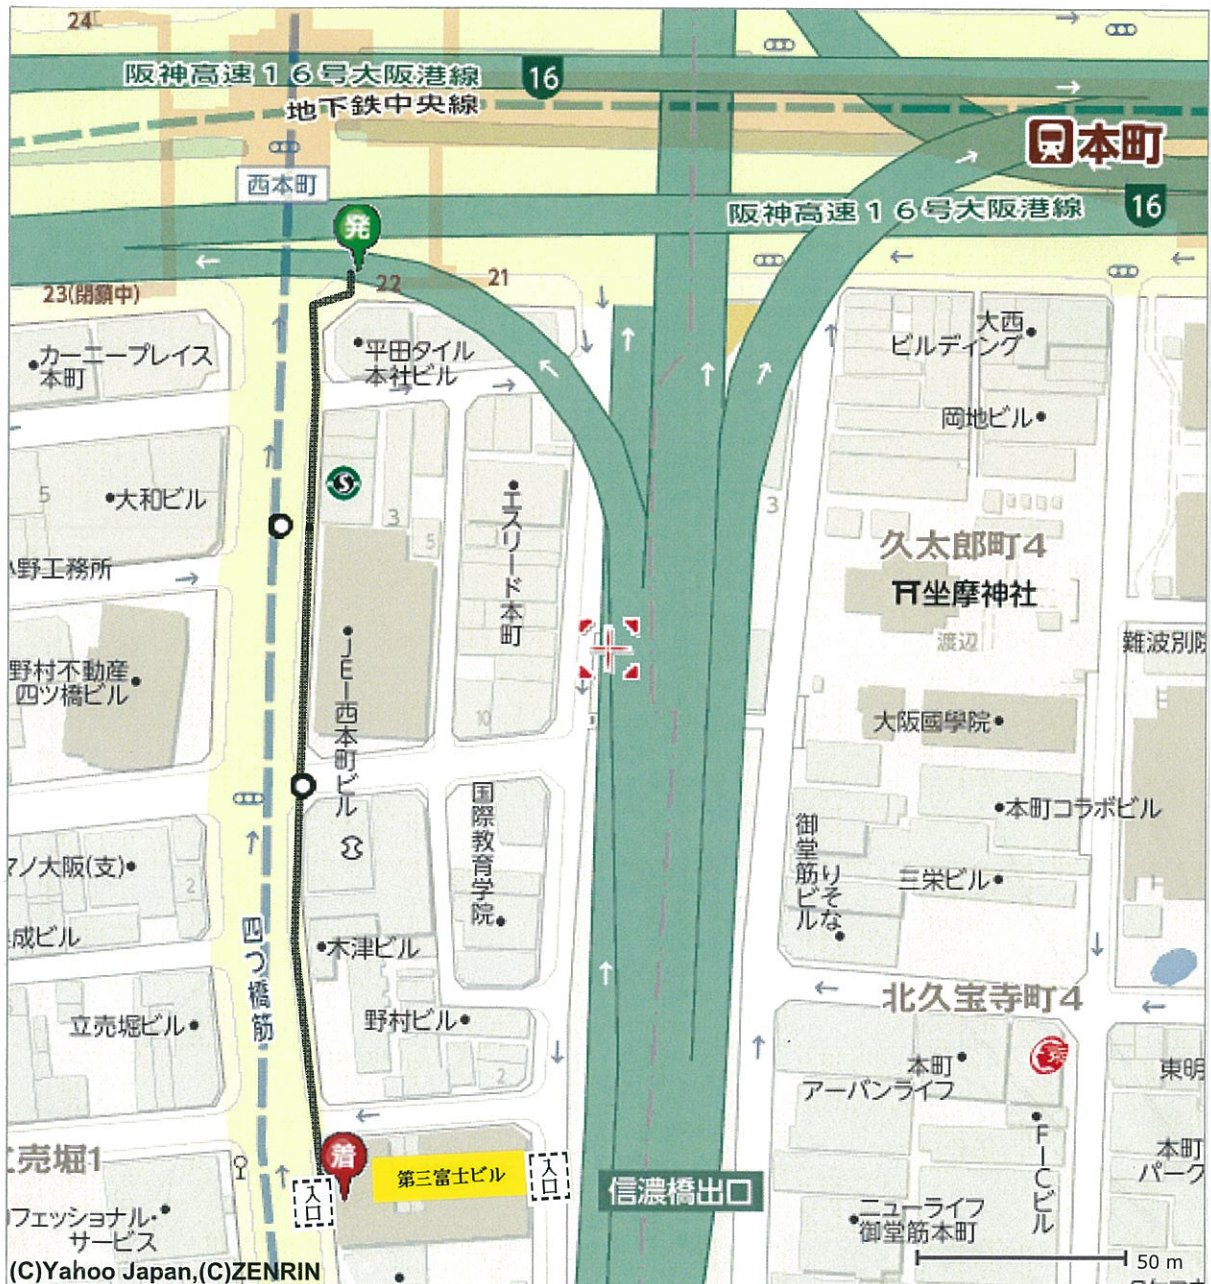 24
阪神高速16号大阪港線
16
地下鉄中央線
本町
西本町
阪神高速16号大阪港線
16
発
22
21
23(閉鎖中)
カーニープレイス
本町
平田タイル
本社ビル
大西
ビルディング
岡地ビル
5
大和ビル
3
5
エスリード本町
3
久太郎町4
坐摩神社
渡辺
野工務所
野村不動産
四ツ橋ビル
JEI西本町ビル
10
難波別院
大阪國學院
国際教育学院
本町コラボビル
マノ大阪(支)
2
御堂筋ビル
りそな
三栄ビル
成ビル
四つ橋筋
木津ビル
北久宝寺町4
立売堀ビル
野村ビル
2
本町
アーバンライフ
東明
売堀1
着
第三富士ビル
入口
入口
信濃橋出口
FICビル
本町
パーク
フェッショナル・
サービス
ニューライフ
御堂筋本町
50 m
(C)Yahoo Japan,(C)ZENRIN